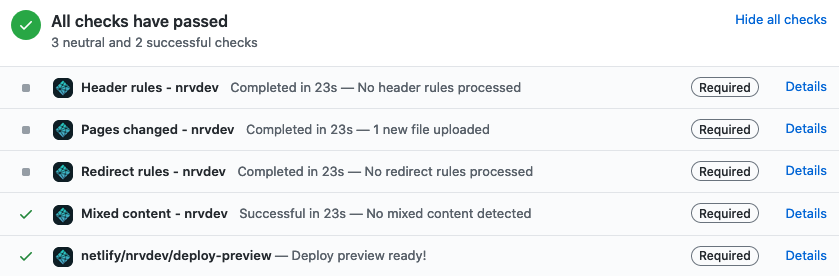 All checks have passed
Hide all checks
3 neutral and 2 successful checks
Header rules - nrvdev Completed in 23s — No header rules processed Required Details
Pages changed - nrvdev Completed in 23s — 1 new file uploaded Required Details
Redirect rules - nrvdev Completed in 23s — No redirect rules processed Required Details
Mixed content - nrvdev Successful in 23s — No mixed content detected Required Details
netlify/nrvdev/deploy-preview — Deploy preview ready! Required Details